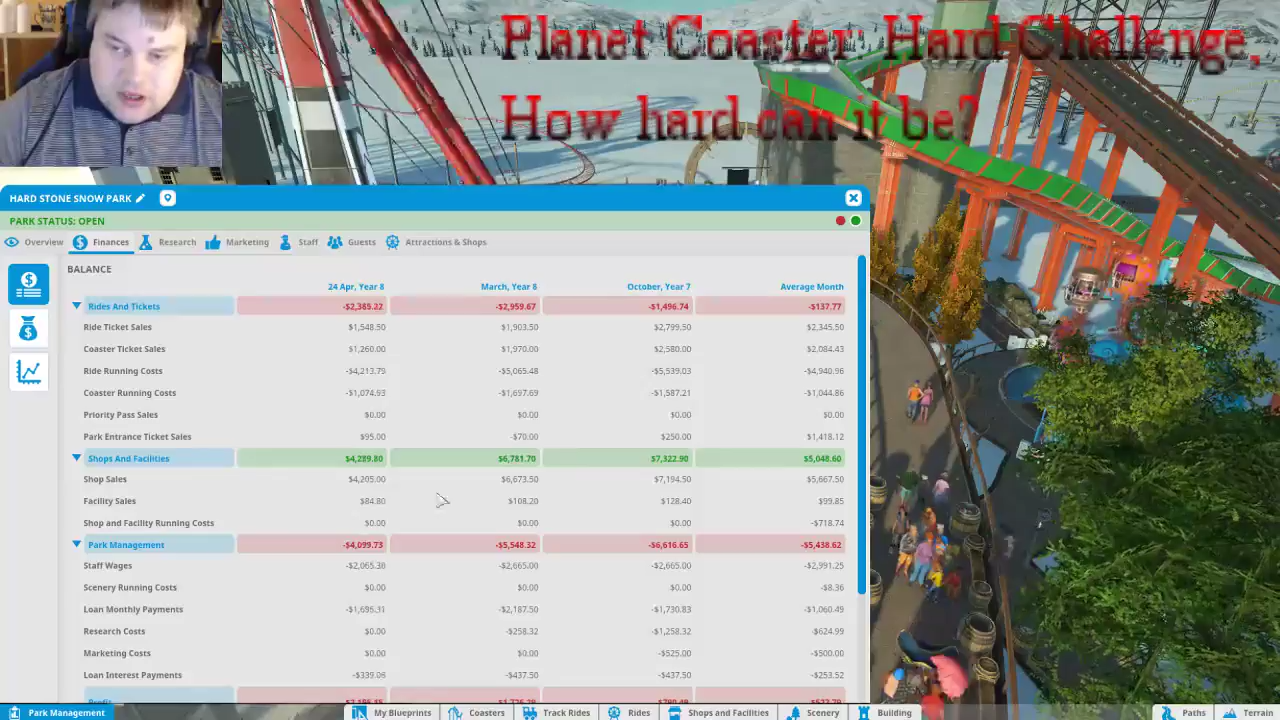 Planet Coaster: Hard Challenge,
How hard can it be?
HARD STONE SNOW PARK
PARK STATUS: OPEN
Overview Finances Research Marketing Staff Guests Attractions & Shops
BALANCE
24 Apr, Year 8 March, Year 8 October, Year 7 Average Month
Rides And Tickets -$2,385.22 -$2,959.67 -$1,496.74 -$137.77
Ride Ticket Sales $1,548.50 $1,903.50 $2,799.50 $2,345.50
Coaster Ticket Sales $1,260.00 $1,970.00 $2,580.00 $2,084.43
Ride Running Costs -$4,213.79 -$5,065.48 -$5,539.03 -$4,940.96
Coaster Running Costs -$1,074.93 -$1,697.69 -$1,587.21 -$1,044.86
Priority Pass Sales $0.00 $0.00 $0.00 $0.00
Park Entrance Ticket Sales $95.00 -$70.00 $250.00 $1,418.12
Shops And Facilities $4,289.80 $6,781.70 $7,322.90 $5,048.60
Shop Sales $4,205.00 $6,673.50 $7,194.50 $5,667.50
Facility Sales $84.80 $108.20 $128.40 $99.85
Shop and Facility Running Costs $0.00 $0.00 $0.00 -$718.74
Park Management -$4,099.73 -$5,548.32 -$6,616.65 -$5,438.62
Staff Wages -$2,065.36 -$2,665.00 -$2,665.00 -$2,991.25
Scenery Running Costs $0.00 $0.00 $0.00 -$8.36
Loan Monthly Payments -$1,695.31 -$2,187.50 -$1,730.83 -$1,060.49
Research Costs $0.00 -$258.32 -$1,258.32 -$624.99
Marketing Costs $0.00 $0.00 -$525.00 -$500.00
Loan Interest Payments -$339.06 -$437.50 -$437.50 -$253.52
Profit
Park Management My Blueprints Coasters Track Rides Rides Shops and Facilities Scenery Building Paths Terrain